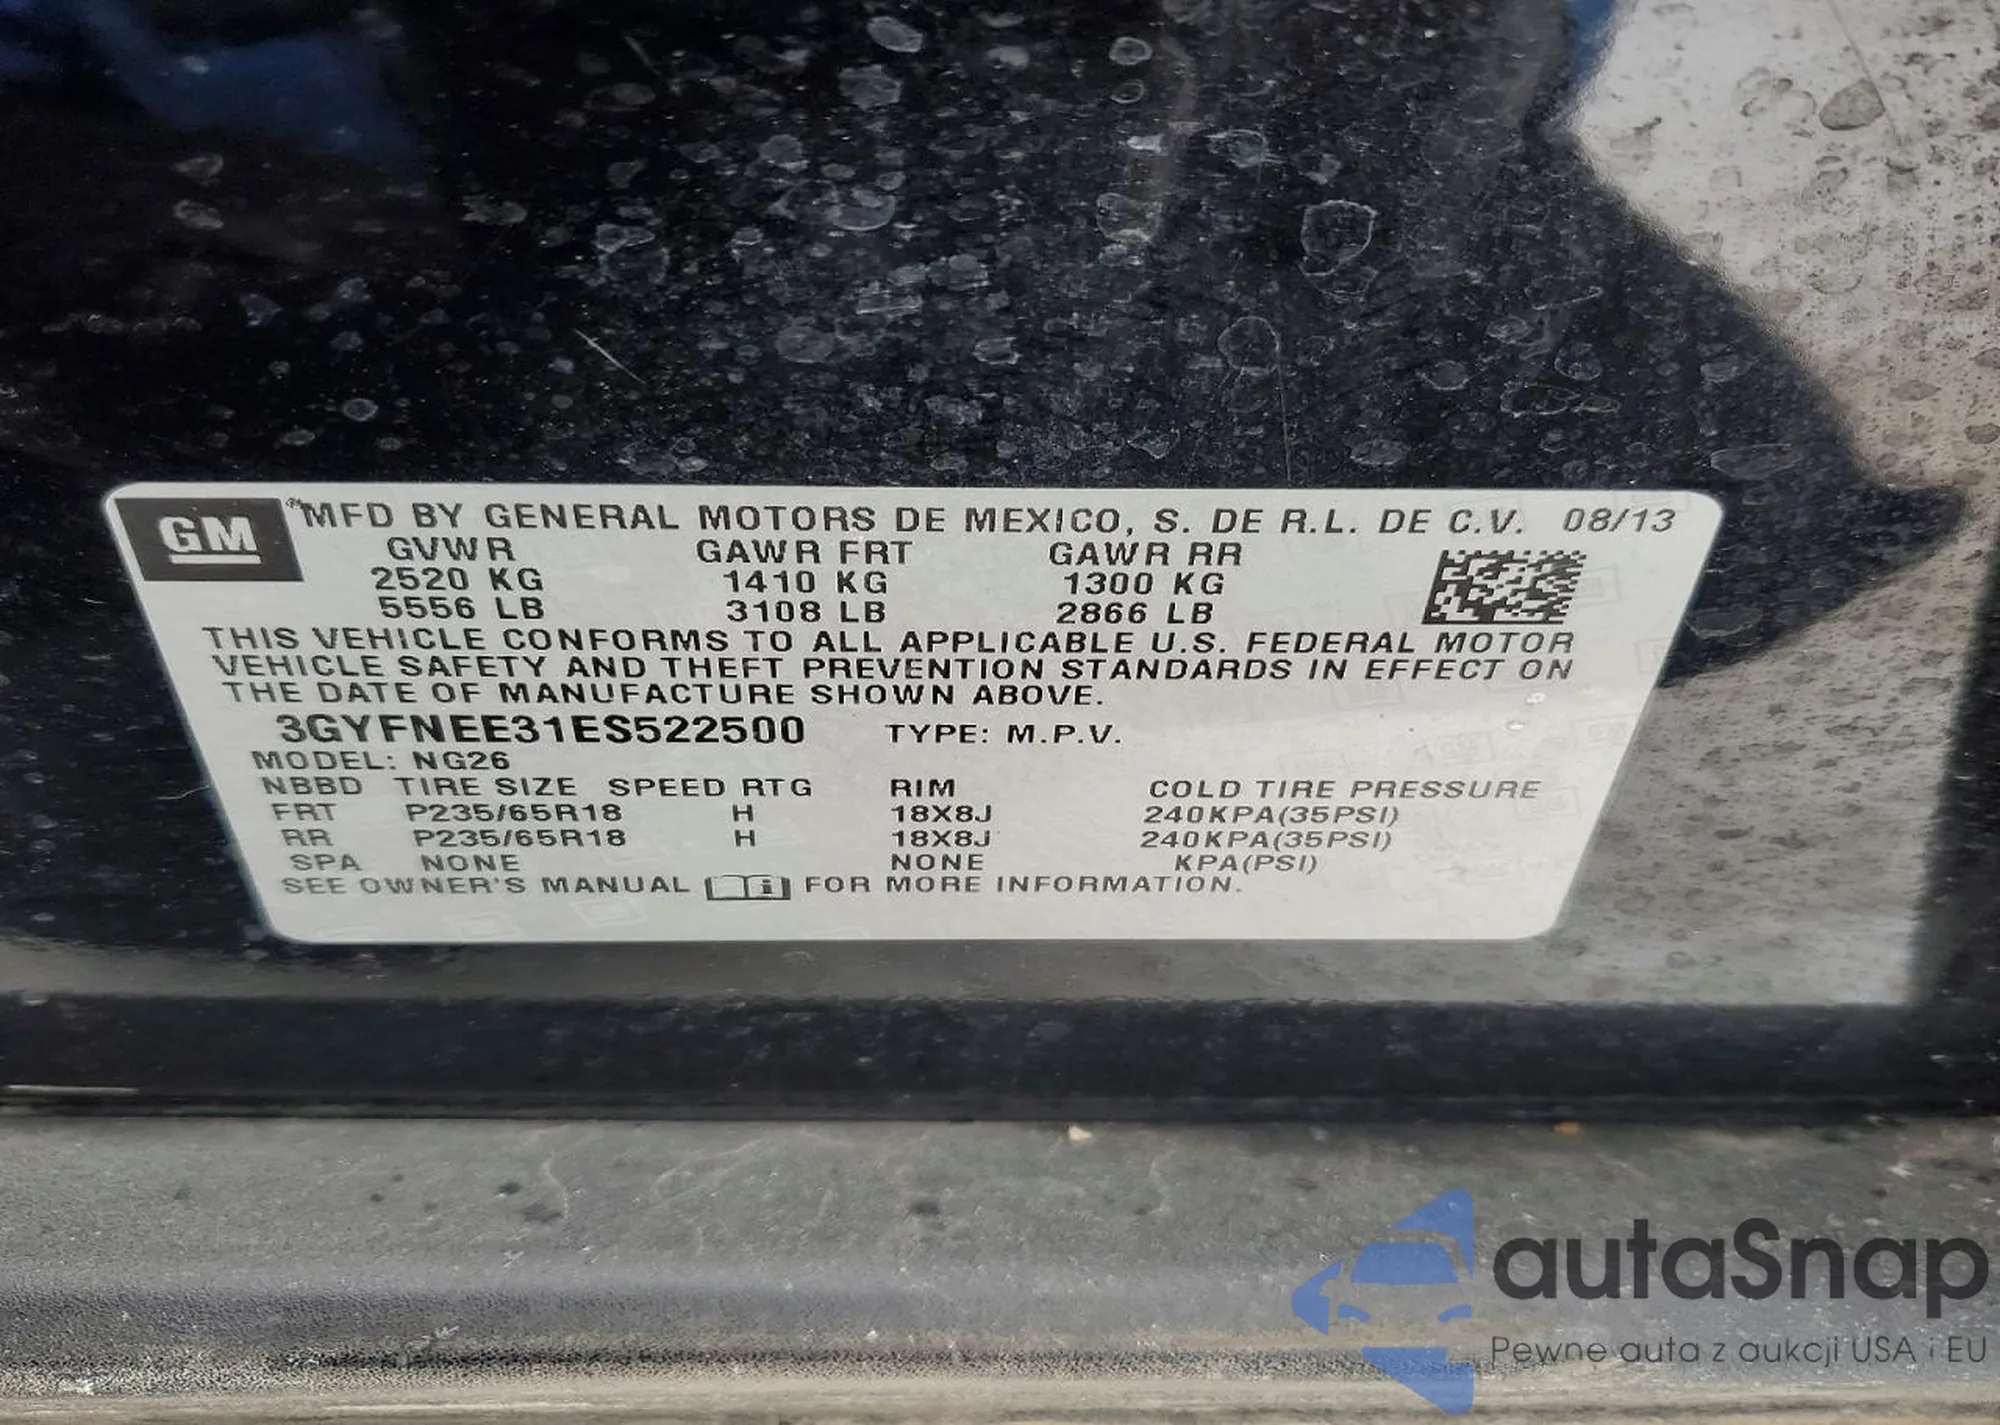 GM MFD BY GENERAL MOTORS DE MEXICO, S. DE R.L. DE C.V. 08/13
GVWR GAWR FRT GAWR RR
2520 KG 1410 KG 1300 KG
5556 LB 3108 LB 2866 LB
THIS VEHICLE CONFORMS TO ALL APPLICABLE U.S. FEDERAL MOTOR
VEHICLE SAFETY AND THEFT PREVENTION STANDARDS IN EFFECT ON
THE DATE OF MANUFACTURE SHOWN ABOVE.
3GYFNEE31ES522500 TYPE: M.P.V.
MODEL: NG26
NBBD TIRE SIZE SPEED RTG RIM COLD TIRE PRESSURE
FRT P235/65R18 H 18X8J 240KPA(35PSI)
RR P235/65R18 H 18X8J 240KPA(35PSI)
SPA NONE NONE KPA(PSI)
SEE OWNER'S MANUAL FOR MORE INFORMATION.
autaSnap
Pewne auta z aukcji USA i EU